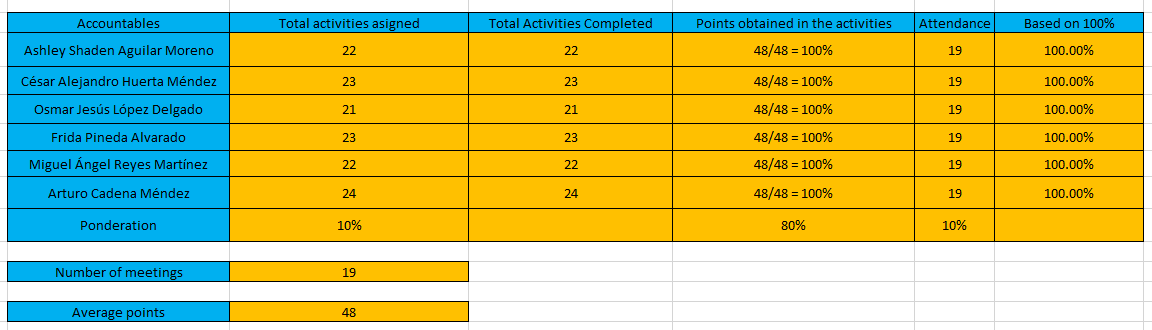 Accountables Total activities asigned Total Activities Completed Points obtained in the activities Attendance Based on 100%
Ashley Shaden Aguilar Moreno 22 22 48/48 = 100% 19 100.00%
César Alejandro Huerta Méndez 23 23 48/48 = 100% 19 100.00%
Osmar Jesús López Delgado 21 21 48/48 = 100% 19 100.00%
Frida Pineda Alvarado 23 23 48/48 = 100% 19 100.00%
Miguel Ángel Reyes Martínez 22 22 48/48 = 100% 19 100.00%
Arturo Cadena Méndez 24 24 48/48 = 100% 19 100.00%
Ponderation 10% 80% 10%
Number of meetings 19
Average points 48